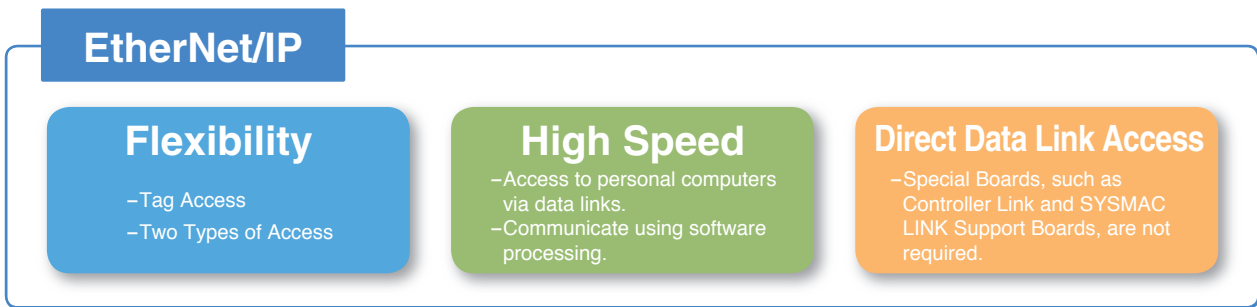 EtherNet/IP
Flexibility
–Tag Access
–Two Types of Access
High Speed
–Access to personal computers
via data links.
–Communicate using software
processing.
Direct Data Link Access
–Special Boards, such as
Controller Link and SYSMAC
LINK Support Boards, are not
required.